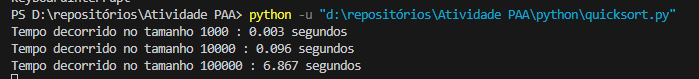 KeyboardInterrupt
PS D:\repositórios\Atividade PAA> python -u "d:\repositórios\Atividade PAA\python\quicksort.py"
Tempo decorrido no tamanho 1000 : 0.003 segundos
Tempo decorrido no tamanho 10000 : 0.096 segundos
Tempo decorrido no tamanho 100000 : 6.867 segundos